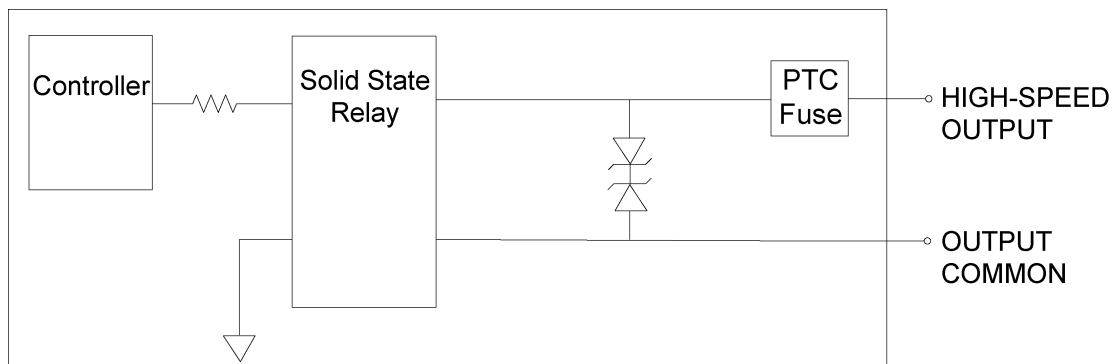 Controller
Solid State
Relay
PTC
Fuse
HIGH-SPEED
OUTPUT
OUTPUT
COMMON